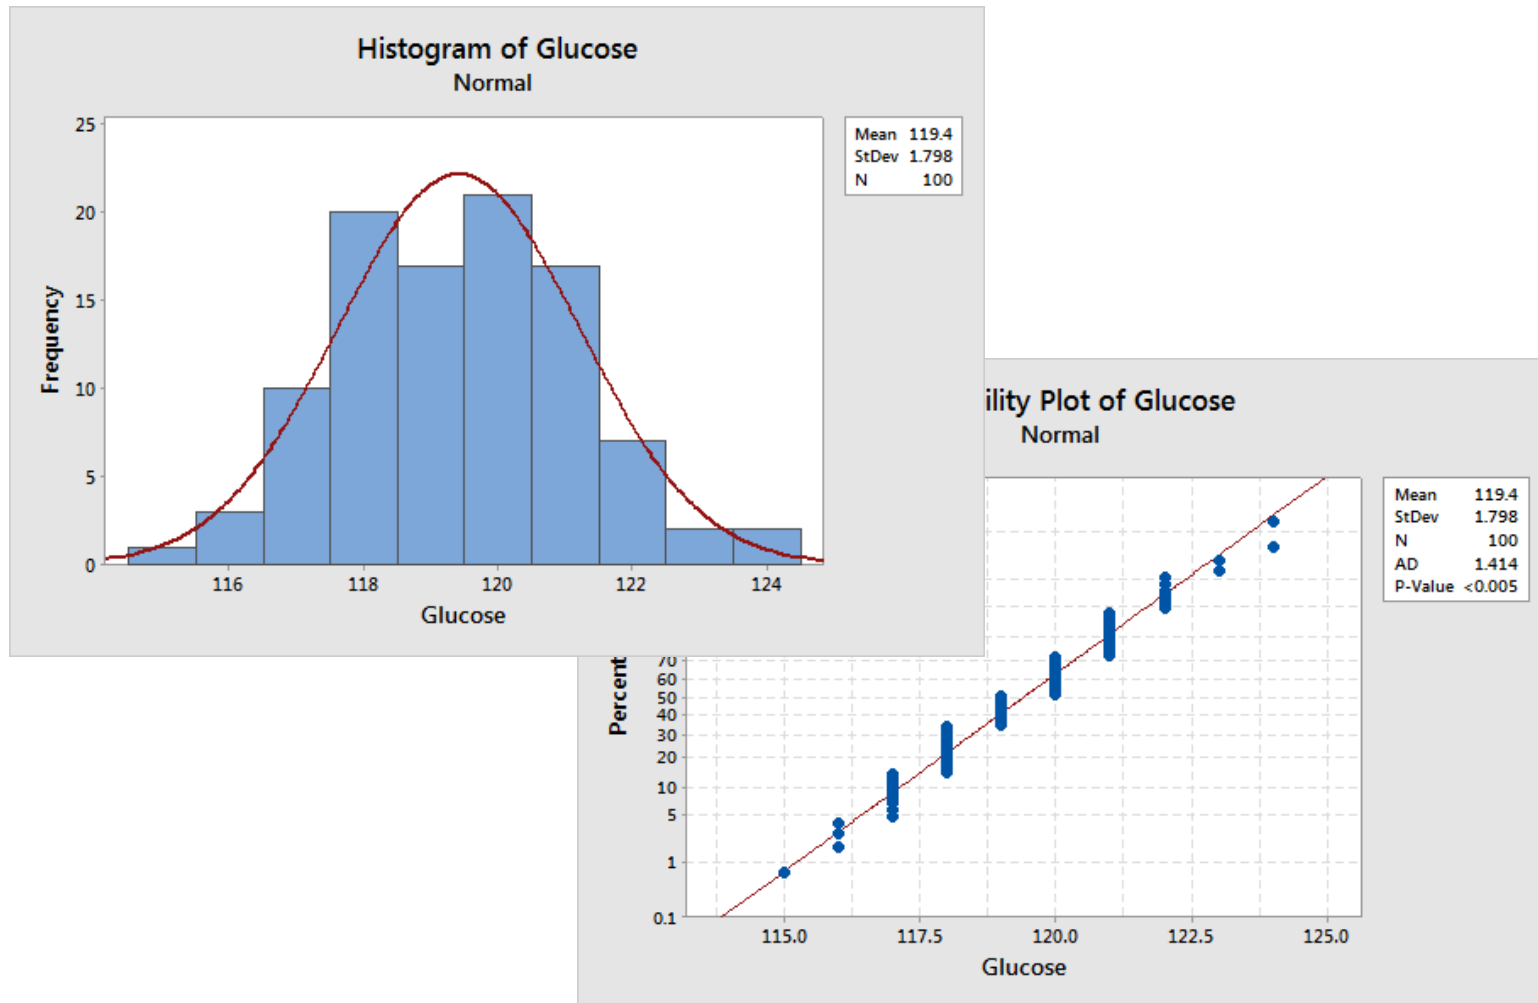 Histogram of Glucose
Normal
25
20
15
10
5
0
Frequency
116 118 120 122 124
Glucose
Mean 119.4
StDev 1.798
N 100
ility Plot of Glucose
Normal
70
60
50
40
30
20
10
5
1
0.1
Percent
115.0 117.5 120.0 122.5 125.0
Glucose
Mean 119.4
StDev 1.798
N 100
AD 1.414
P-Value <0.005